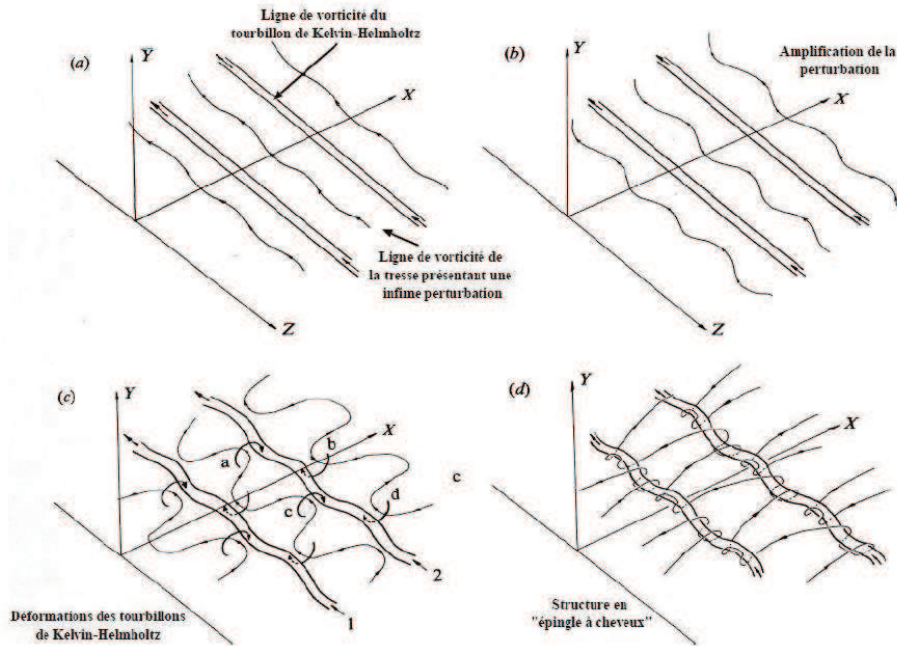 (a)
Y
Ligne de vorticité du
tourbillon de Kelvin-Helmholtz
X
Ligne de vorticité de
la tresse présentant une
infime perturbation
Z
(b)
Y
Amplification de la
perturbation
X
Z
(c)
Y
X
a
b
c
d
1
2
Déformations des tourbillons
de Kelvin-Helmholtz
c
(d)
Y
X
Structure en
"épingle à cheveux"